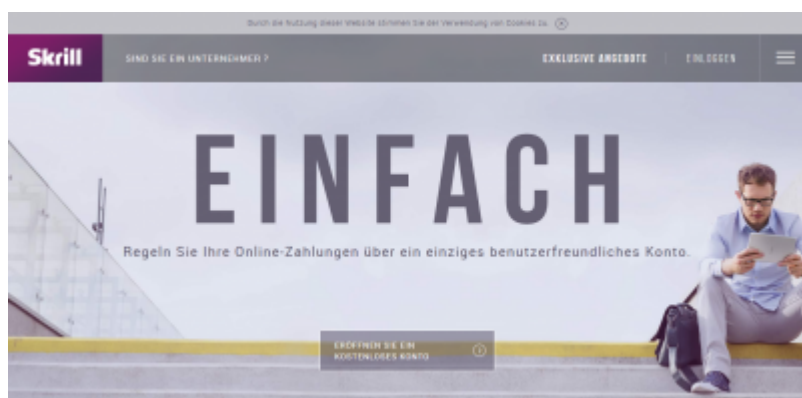 Durch die Nutzung dieser Website stimmen Sie der Verwendung von Cookies zu.
Skrill
SIND SIE EIN UNTERNEHMER ?
EXKLUSIVE ANGEBOTE
EINLOGGEN
EINFACH
Regeln Sie Ihre Online-Zahlungen über ein einziges benutzerfreundliches Konto.
ERÖFFNEN SIE EIN
KOSTENLOSES KONTO